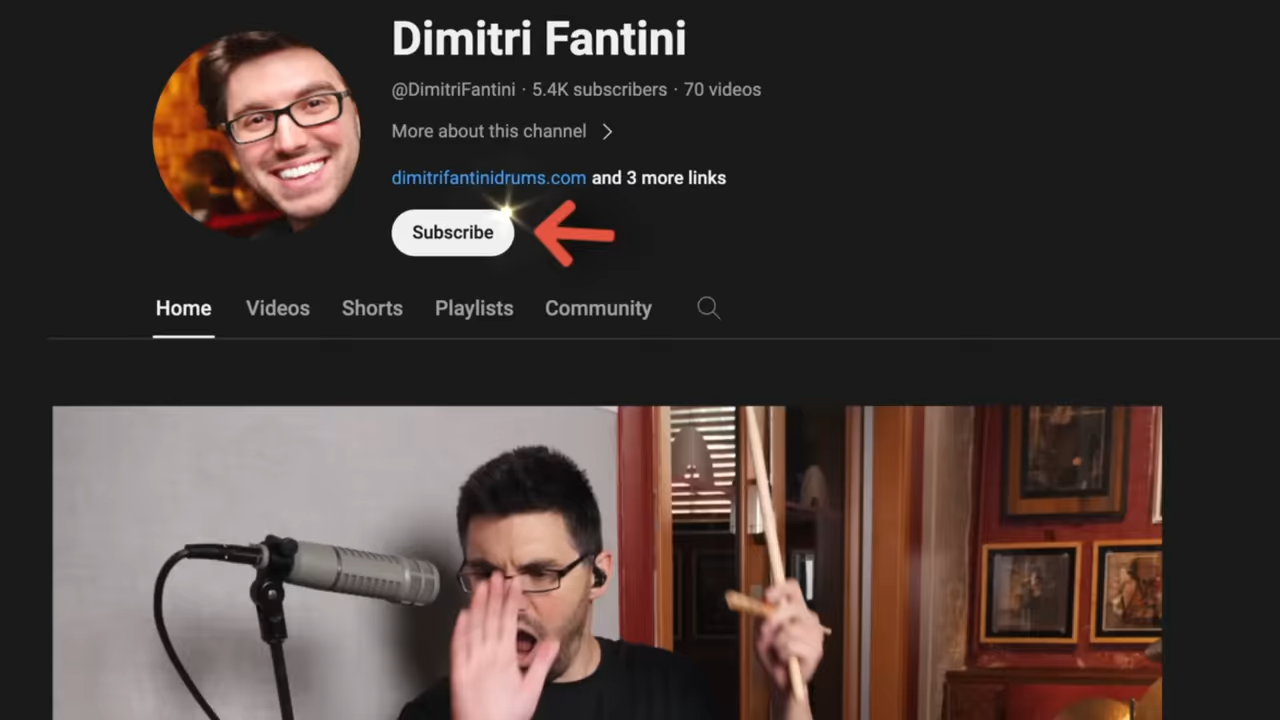 Dimitri Fantini
@DimitriFantini · 5.4K subscribers · 70 videos
More about this channel
dimitrifantinidrums.com and 3 more links
Subscribe
Home Videos Shorts Playlists Community